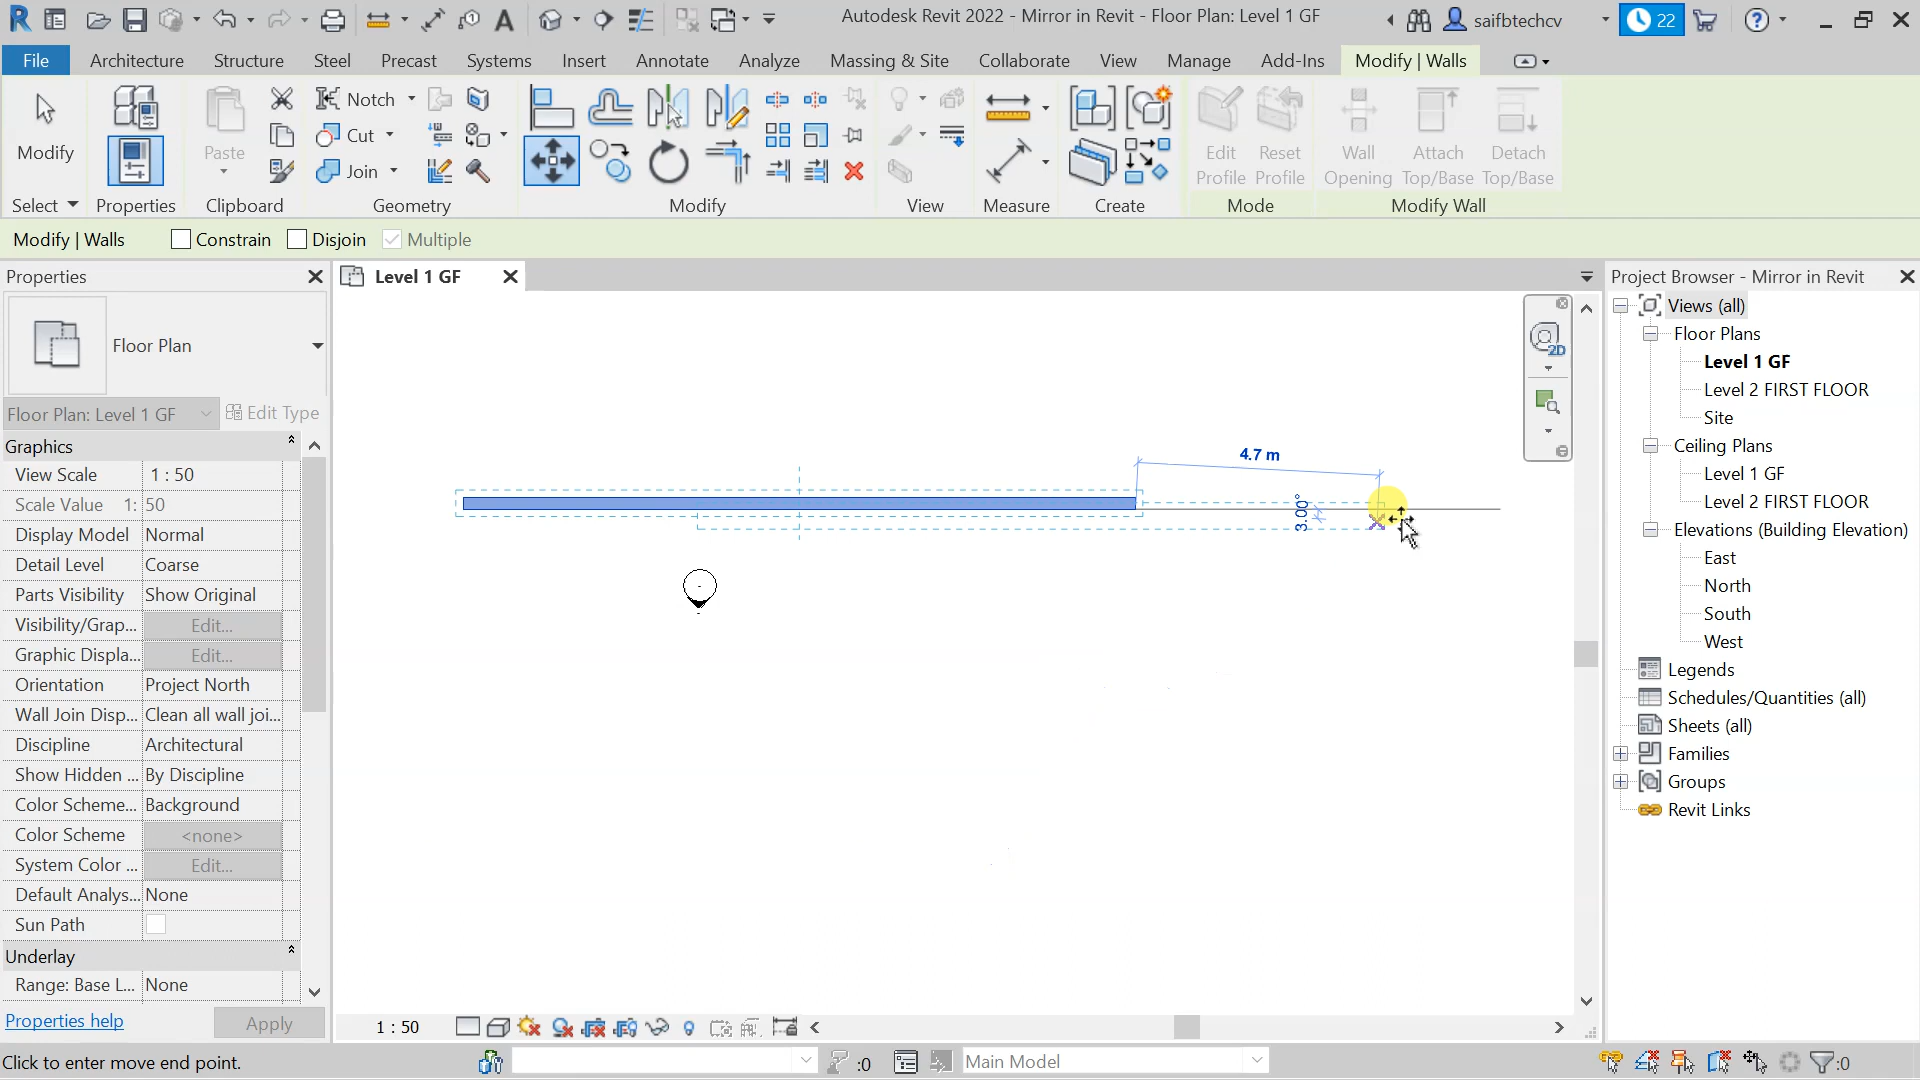 Autodesk Revit 2022 - Mirror in Revit - Floor Plan: Level 1 GF
saifbtechcv
22
File Architecture Structure Steel Precast Systems Insert Annotate Analyze Massing & Site Collaborate View Manage Add-Ins Modify | Walls
Modify
Paste
Notch
Cut
Join
Edit Profile
Reset Profile
Wall Opening
Attach Top/Base
Detach Top/Base
Select Properties Clipboard Geometry Modify View Measure Create Mode Modify Wall
Modify | Walls Constrain Disjoin Multiple
Properties
Floor Plan
Floor Plan: Level 1 GF Edit Type
Graphics
View Scale 1 : 50
Scale Value 1: 50
Display Model Normal
Detail Level Coarse
Parts Visibility Show Original
Visibility/Grap... Edit...
Graphic Displa... Edit...
Orientation Project North
Wall Join Disp... Clean all wall joi...
Discipline Architectural
Show Hidden ... By Discipline
Color Scheme... Background
Color Scheme <none>
System Color ... Edit...
Default Analys... None
Sun Path
Underlay
Range: Base L... None
Properties help Apply
Level 1 GF
2D
4.7 m
3.00°
1 : 50
Project Browser - Mirror in Revit
Views (all)
Floor Plans
Level 1 GF
Level 2 FIRST FLOOR
Site
Ceiling Plans
Level 1 GF
Level 2 FIRST FLOOR
Elevations (Building Elevation)
East
North
South
West
Legends
Schedules/Quantities (all)
Sheets (all)
Families
Groups
Revit Links
Click to enter move end point.
:0
Main Model
:0